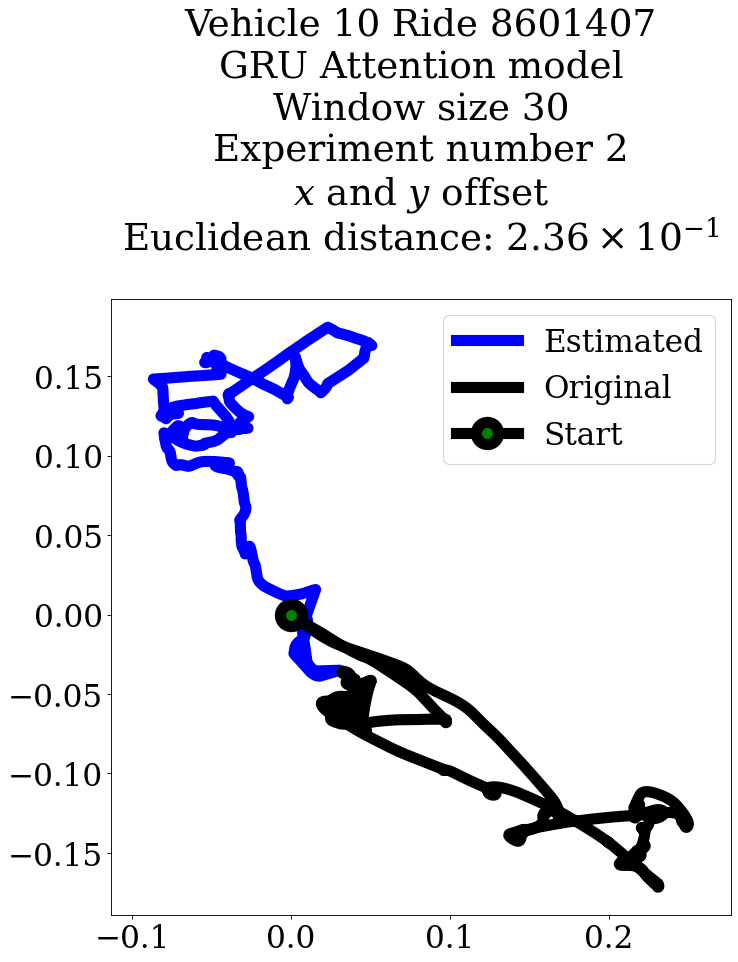 Vehicle 10 Ride 8601407
GRU Attention model
Window size 30
Experiment number 2
x and y offset
Euclidean distance: 2.36 × 10⁻¹
Estimated
Original
Start
0.15
0.10
0.05
0.00
−0.05
−0.10
−0.15
−0.1 0.0 0.1 0.2